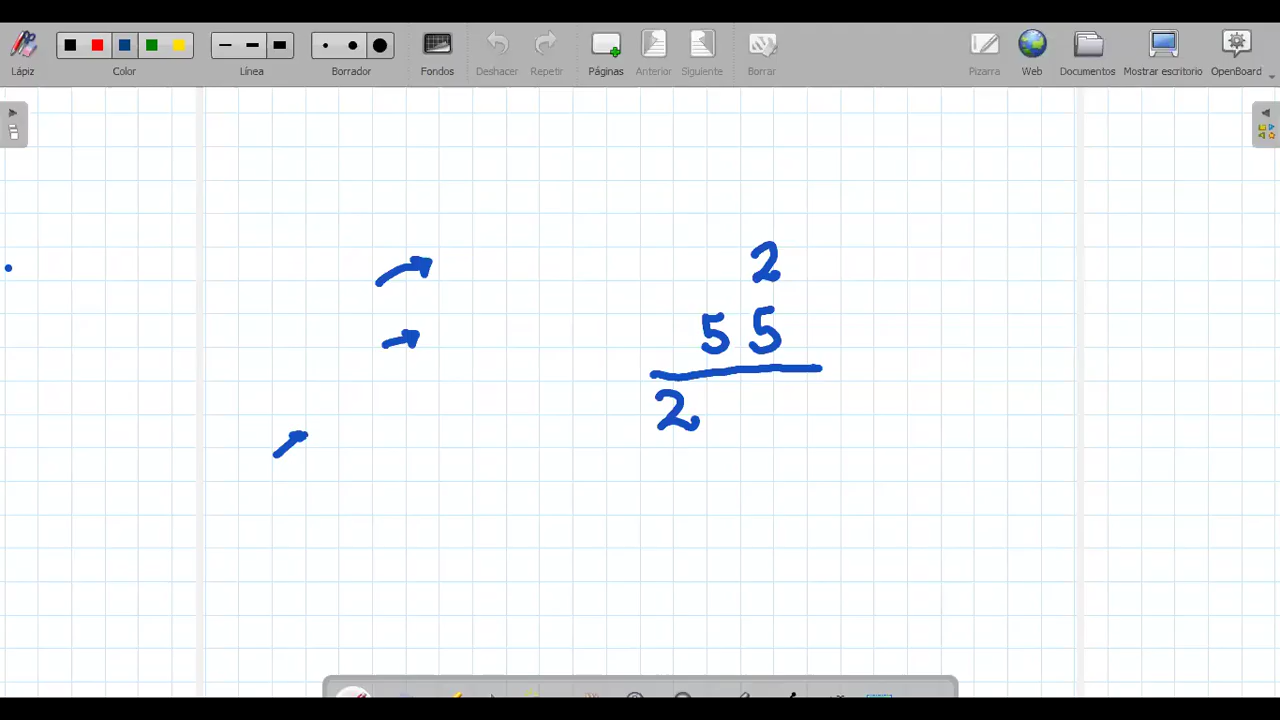 Lápiz Color Línea Borrador Fondos Deshacer Repetir Páginas Anterior Siguiente Borrar Pizarra Web Documentos Mostrar escritorio OpenBoard
2
5 5
2